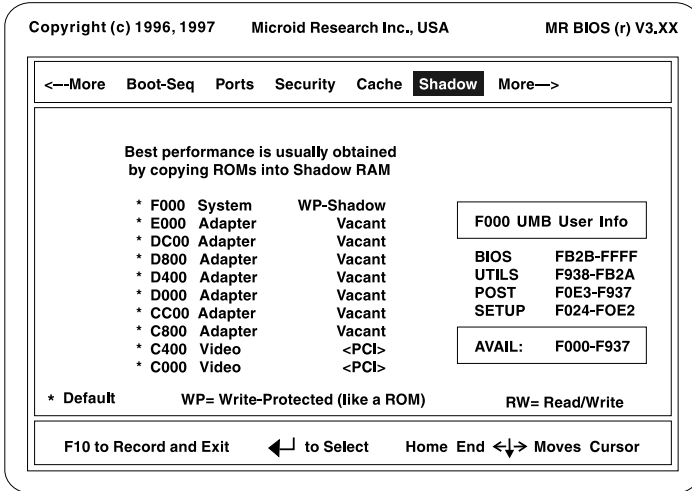 Copyright (c) 1996, 1997 Microid Research Inc., USA MR BIOS (r) V3.XX
<---More Boot-Seq Ports Security Cache Shadow More—>
Best performance is usually obtained
by copying ROMs into Shadow RAM
* F000 System WP-Shadow
* E000 Adapter Vacant
* DC00 Adapter Vacant
* D800 Adapter Vacant
* D400 Adapter Vacant
* D000 Adapter Vacant
* CC00 Adapter Vacant
* C800 Adapter Vacant
* C400 Video <PCI>
* C000 Video <PCI>
F000 UMB User Info
BIOS FB2B-FFFF
UTILS F938-FB2A
POST F0E3-F937
SETUP F024-FOE2
AVAIL: F000-F937
* Default WP= Write-Protected (like a ROM) RW= Read/Write
F10 to Record and Exit ↵ to Select Home End ←↓→ Moves Cursor